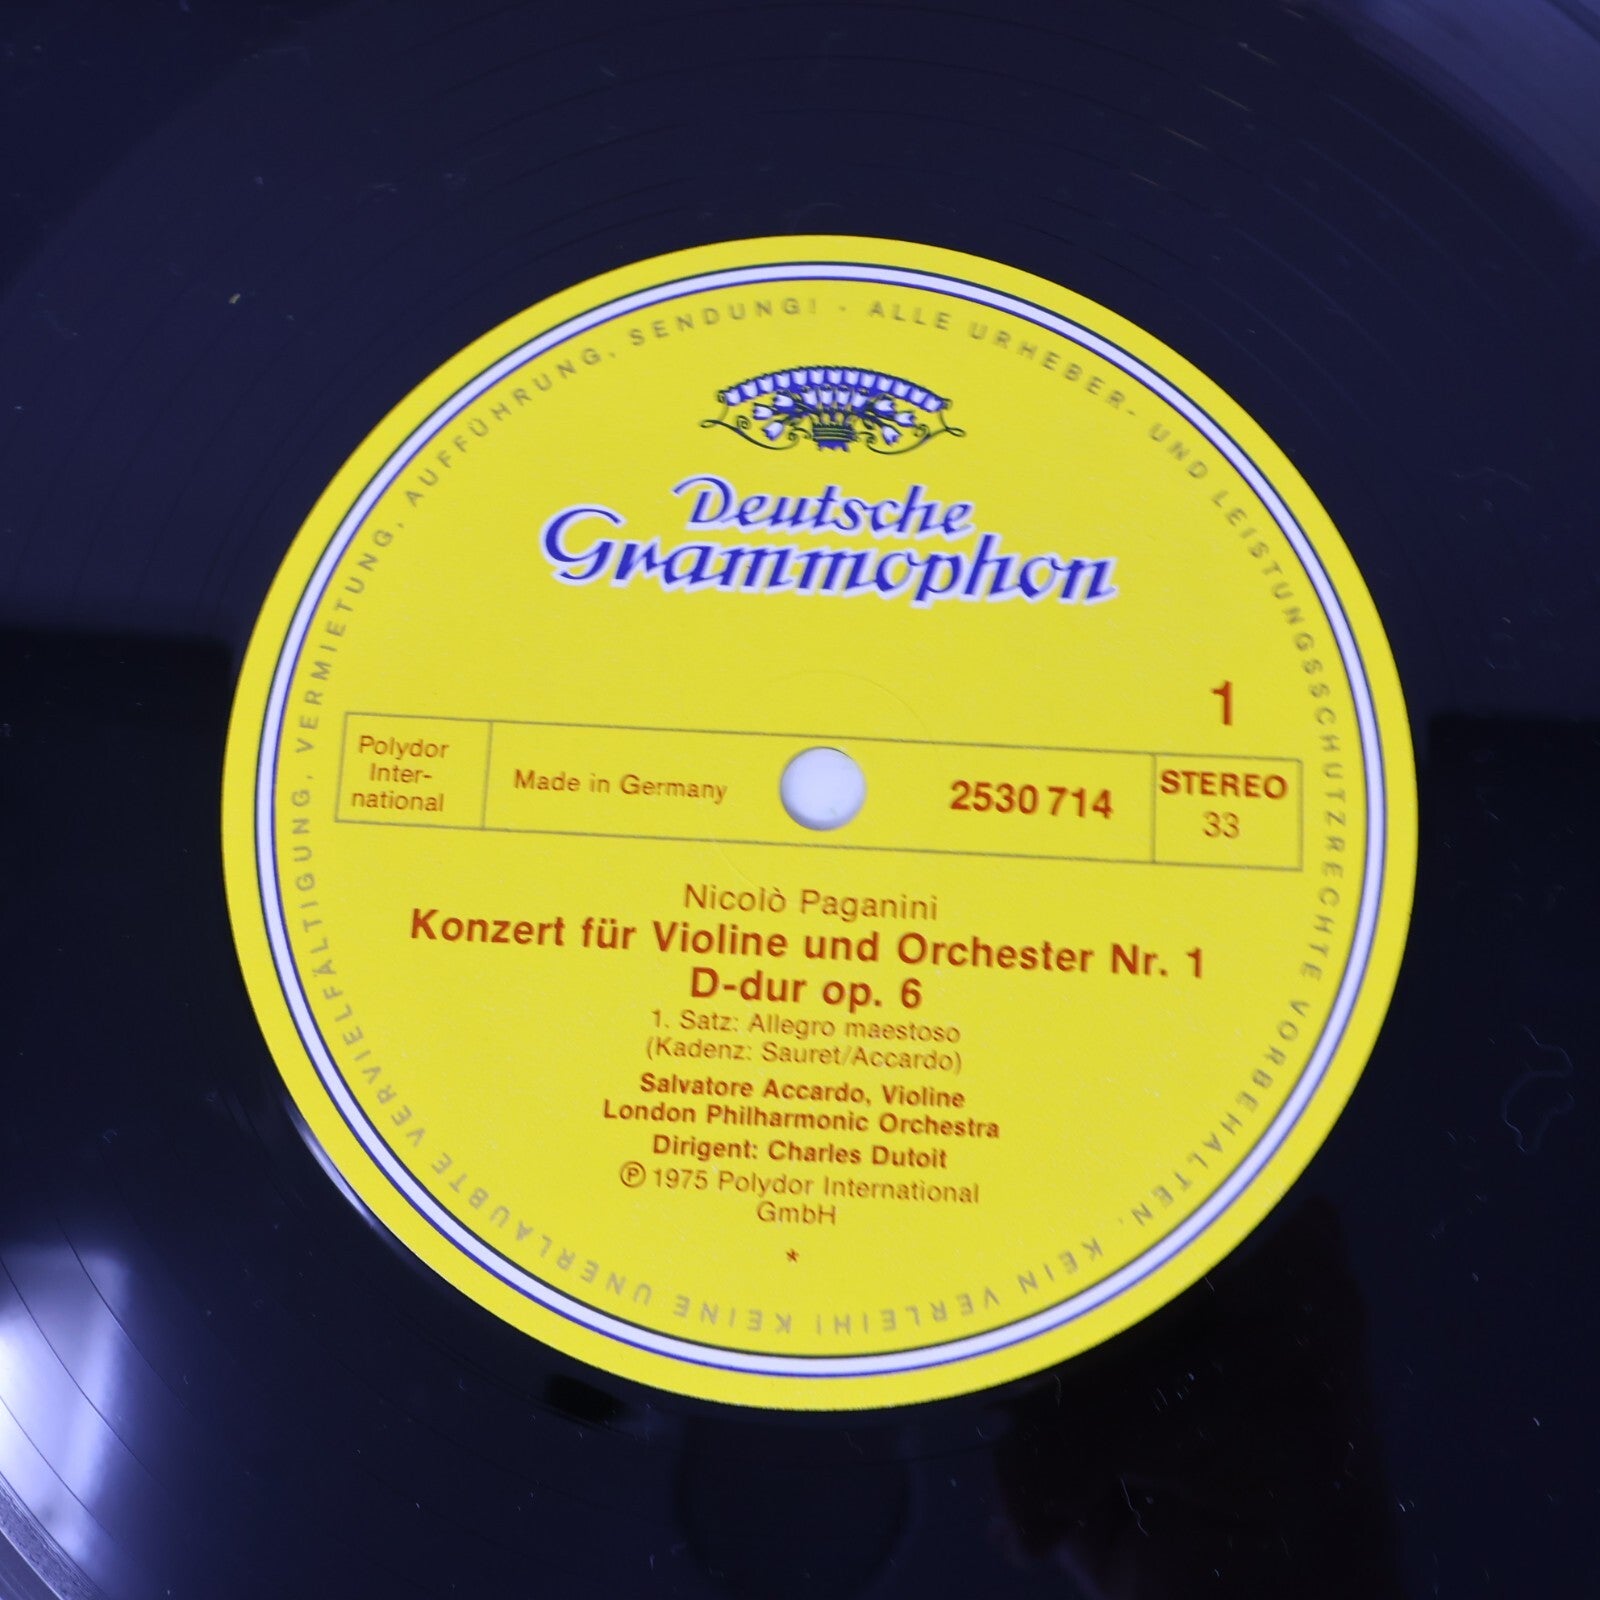 ALLE URHEBER- UND LEISTUNGSSCHUTZRECHTE VORBEHALTEN. KEIN VERLEIH! KEINE UNERLAUBTE VERVIELFÄLTIGUNG, VERMIETUNG, AUFFÜHRUNG, SENDUNG! -
Deutsche
Grammophon
1
Polydor
Inter-
national
Made in Germany
2530 714
STEREO
33
Nicolò Paganini
Konzert für Violine und Orchester Nr. 1
D-dur op. 6
1. Satz: Allegro maestoso
(Kadenz: Sauret/Accardo)
Salvatore Accardo, Violine
London Philharmonic Orchestra
Dirigent: Charles Dutoit
Ⓟ 1975 Polydor International
GmbH
*